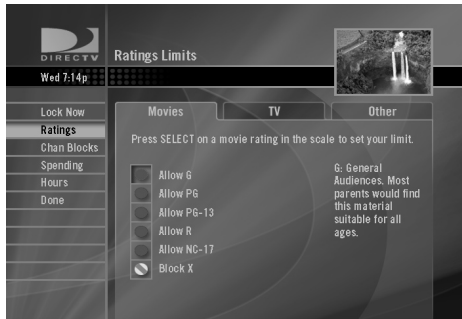 DIRECTV
Ratings Limits
Wed 7:14p
Lock Now
Ratings
Chan Blocks
Spending
Hours
Done
Movies
TV
Other
Press SELECT on a movie rating in the scale to set your limit.
Allow G
Allow PG
Allow PG-13
Allow R
Allow NC-17
Block X
G: General
Audiences. Most
parents would find
this material
suitable for all
ages.